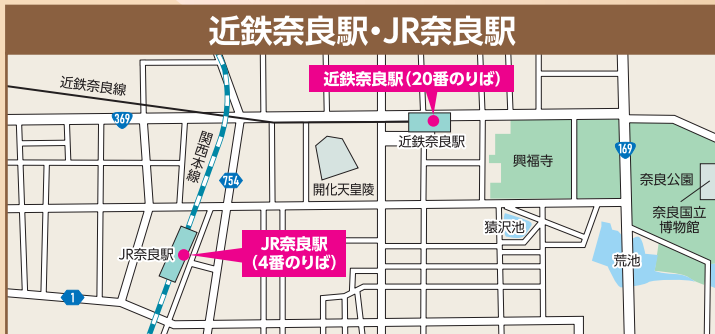 近鉄奈良駅・JR奈良駅
近鉄奈良駅（20番のりば）
近鉄奈良線
369
関西本線
近鉄奈良駅
興福寺
169
奈良公園
754
開化天皇陵
奈良国立
博物館
猿沢池
JR奈良駅
JR奈良駅
（4番のりば）
荒池
1